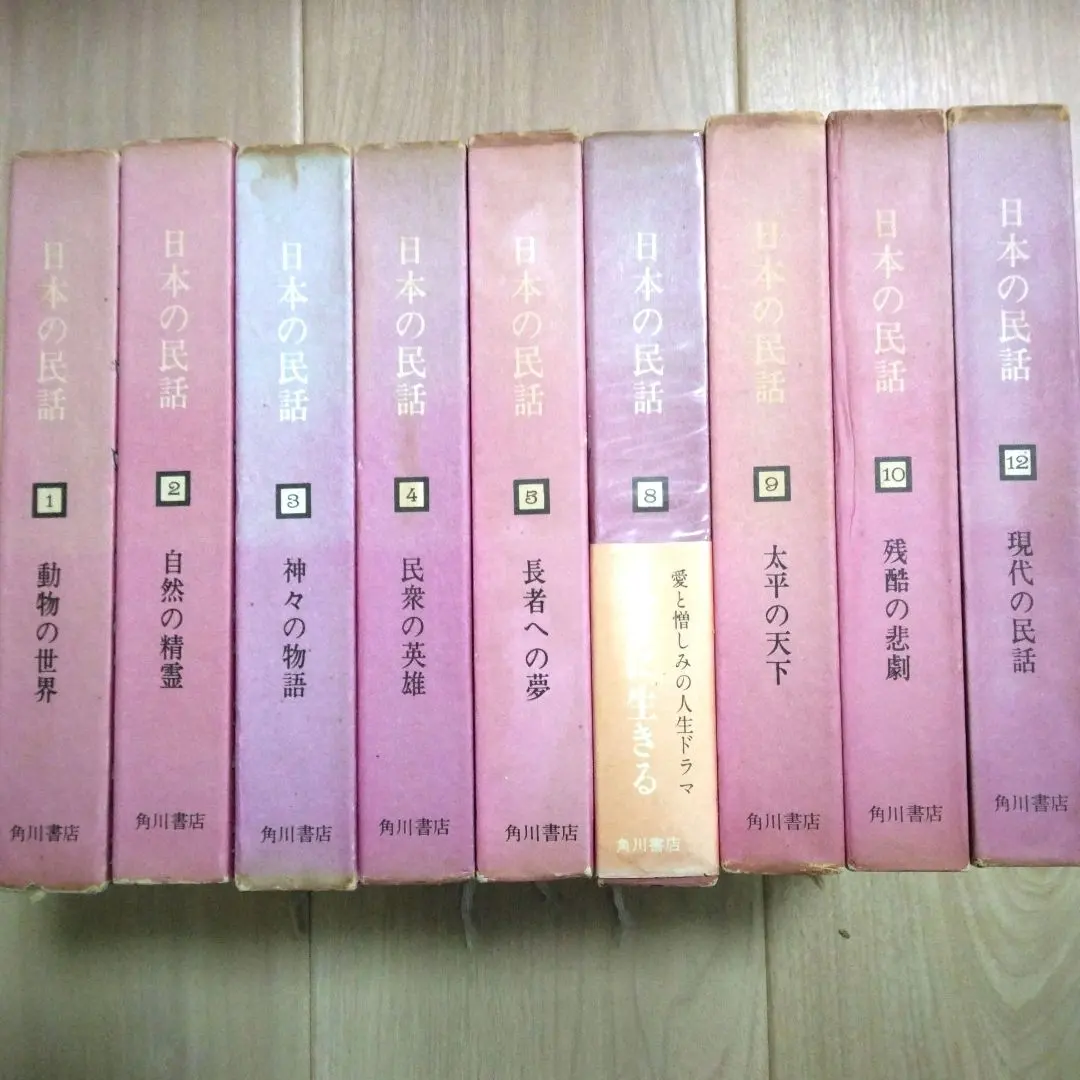 日本の民話
1
動物の世界
角川書店
日本の民話
2
自然の精霊
角川書店
日本の民話
3
神々の物語
角川書店
日本の民話
4
民衆の英雄
角川書店
日本の民話
5
長者への夢
角川書店
日本の民話
8
愛と憎しみの人生ドラマ
生きる
角川書店
日本の民話
9
太平の天下
角川書店
日本の民話
10
残酷の悲劇
角川書店
日本の民話
12
現代の民話
角川書店